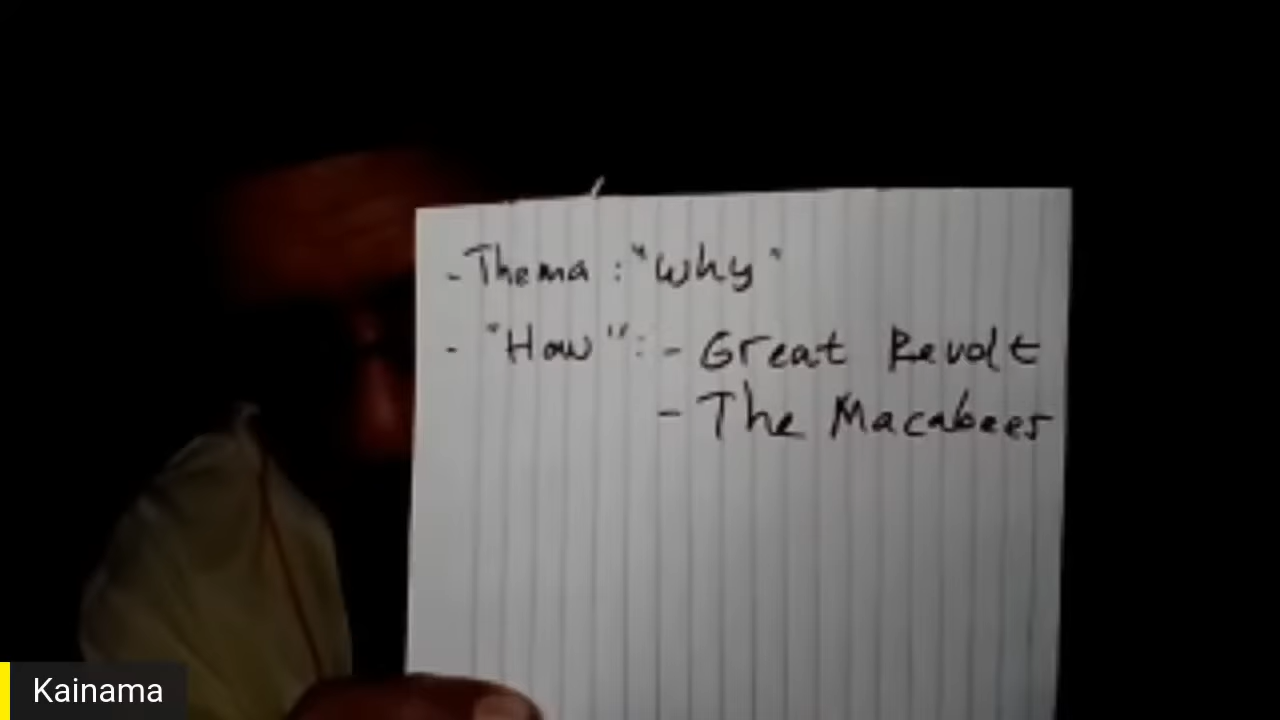 - Thema : "Why"
- "How" : - Great Revolt
- The Macabees
Kainama